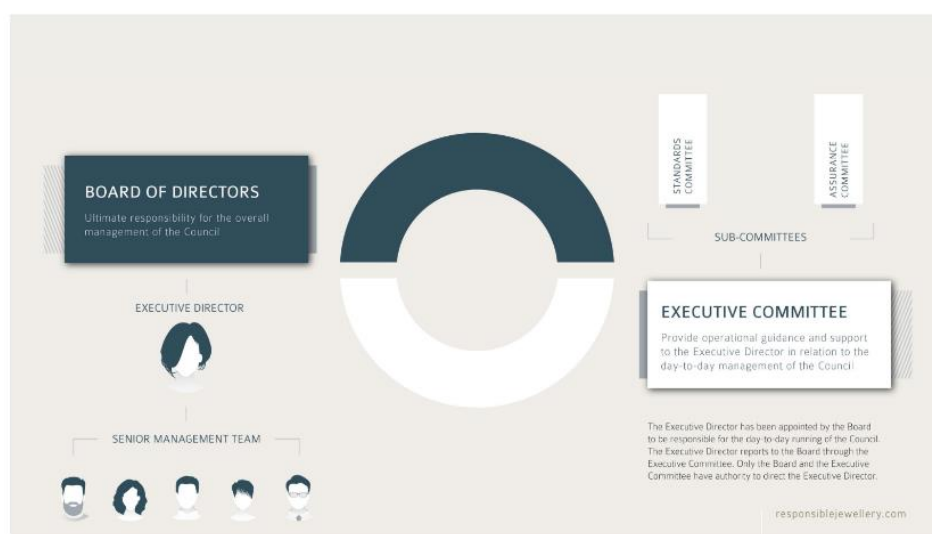 BOARD OF DIRECTORS
Ultimate responsibility for the overall
management of the Council
EXECUTIVE DIRECTOR
SENIOR MANAGEMENT TEAM
STANDARDS
COMMITTEE
ASSURANCE
COMMITTEE
SUB-COMMITTEES
EXECUTIVE COMMITTEE
Provide operational guidance and support
to the Executive Director in relation to the
day-to-day management of the Council
The Executive Director has been appointed by the Board
to be responsible for the day-to-day running of the Council.
The Executive Director reports to the Board through the
Executive Committee. Only the Board and the Executive
Committee have authority to direct the Executive Director.
responsiblejewellery.com